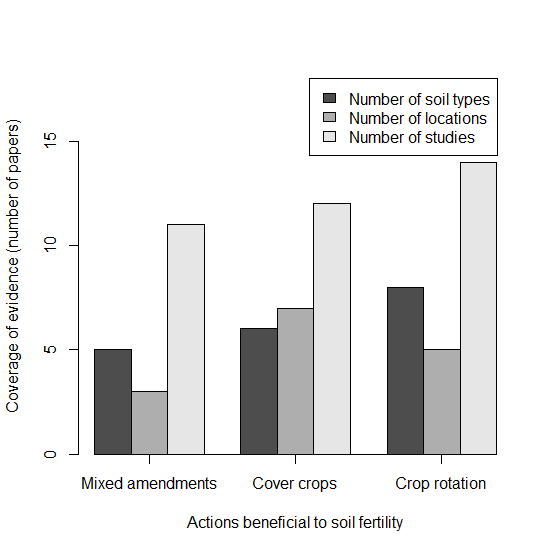 Number of soil types
Number of locations
Number of studies
Coverage of evidence (number of papers)
15
10
5
0
Mixed amendments Cover crops Crop rotation
Actions beneficial to soil fertility